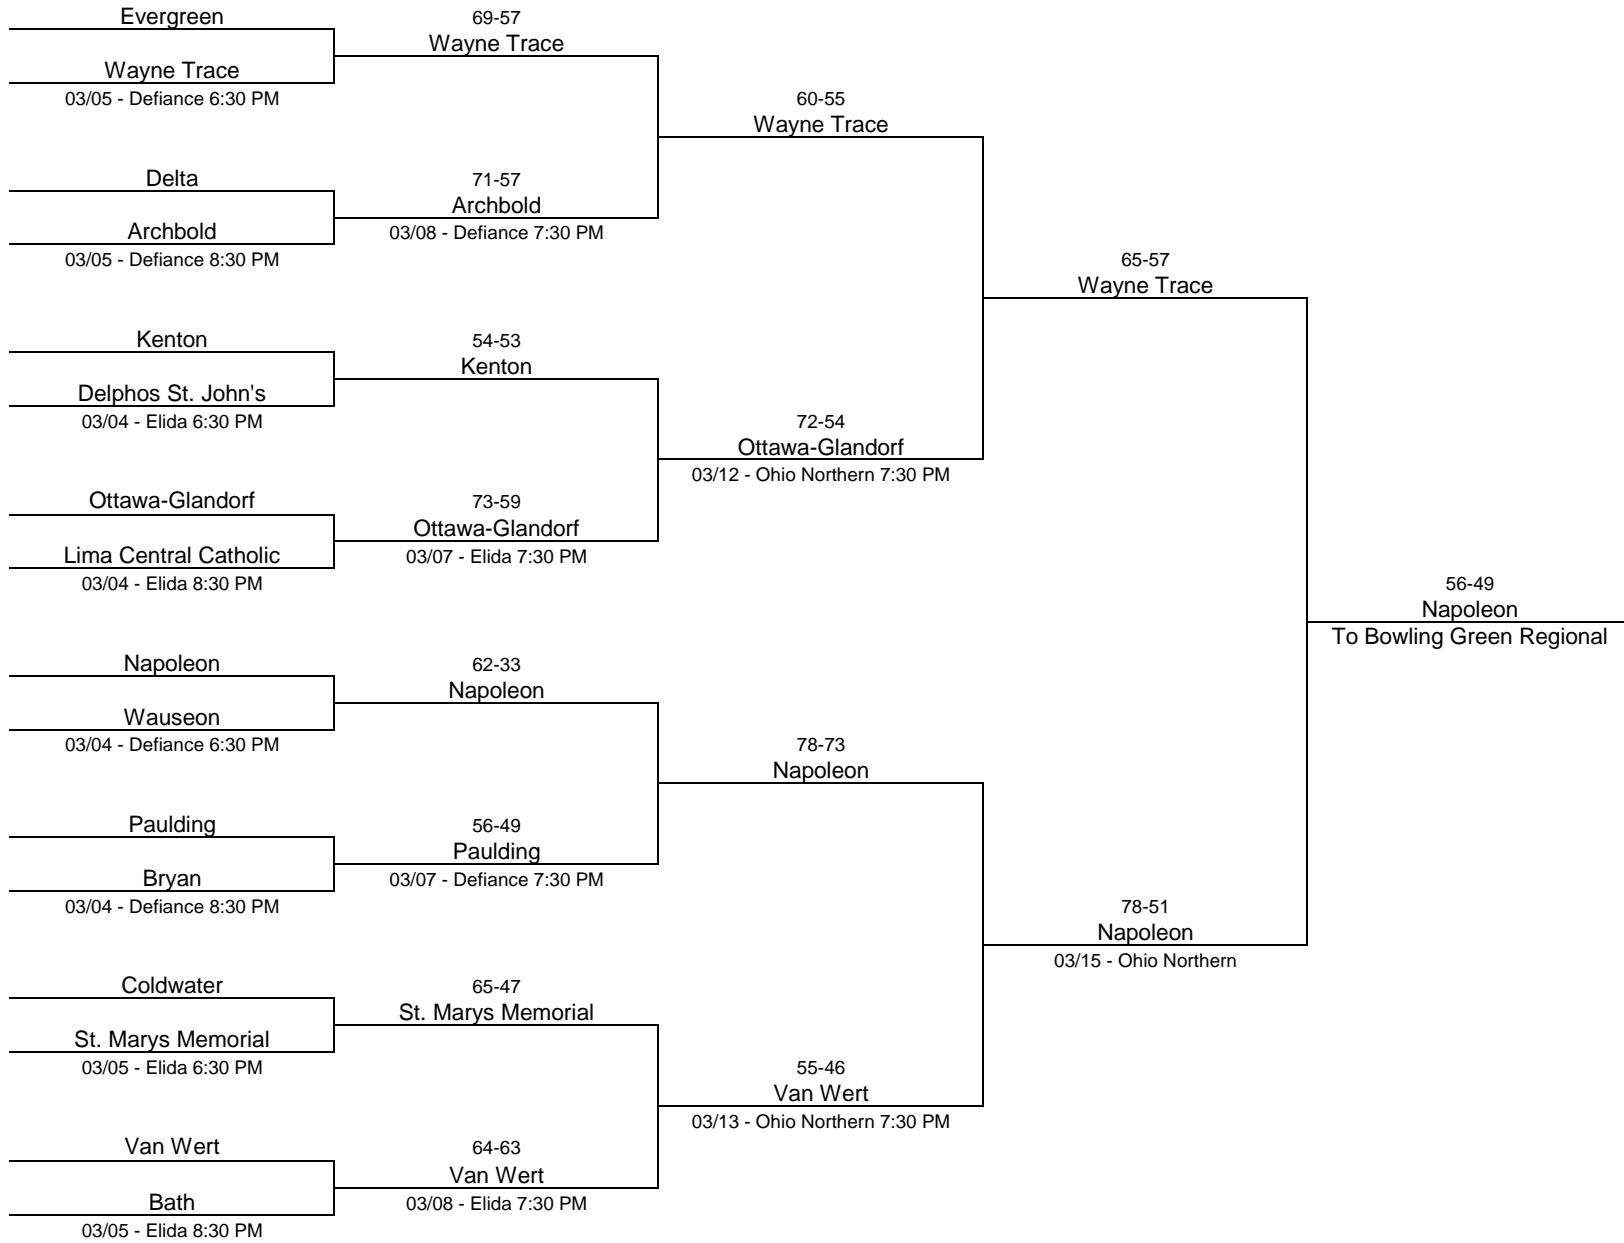 Evergreen
Wayne Trace
03/05 - Defiance 6:30 PM
Delta
Archbold
03/05 - Defiance 8:30 PM
Kenton
Delphos St. John's
03/04 - Elida 6:30 PM
Ottawa-Glandorf
Lima Central Catholic
03/04 - Elida 8:30 PM
Napoleon
Wauseon
03/04 - Defiance 6:30 PM
Paulding
Bryan
03/04 - Defiance 8:30 PM
Coldwater
St. Marys Memorial
03/05 - Elida 6:30 PM
Van Wert
Bath
03/05 - Elida 8:30 PM
69-57
Wayne Trace
71-57
Archbold
03/08 - Defiance 7:30 PM
54-53
Kenton
73-59
Ottawa-Glandorf
03/07 - Elida 7:30 PM
62-33
Napoleon
56-49
Paulding
03/07 - Defiance 7:30 PM
65-47
St. Marys Memorial
64-63
Van Wert
03/08 - Elida 7:30 PM
60-55
Wayne Trace
72-54
Ottawa-Glandorf
03/12 - Ohio Northern 7:30 PM
78-73
Napoleon
55-46
Van Wert
03/13 - Ohio Northern 7:30 PM
65-57
Wayne Trace
78-51
Napoleon
03/15 - Ohio Northern
56-49
Napoleon
To Bowling Green Regional